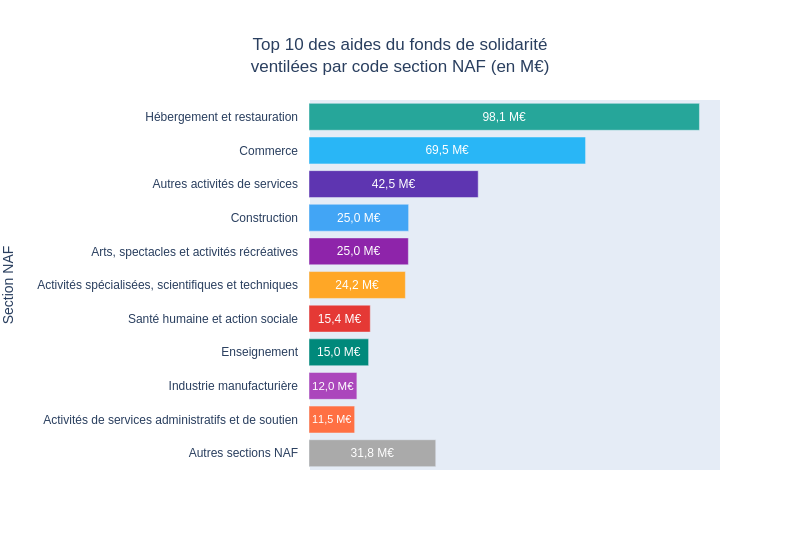 Top 10 des aides du fonds de solidarité
ventilées par code section NAF (en M€)
Section NAF
Hébergement et restauration 98,1 M€
Commerce 69,5 M€
Autres activités de services 42,5 M€
Construction 25,0 M€
Arts, spectacles et activités récréatives 25,0 M€
Activités spécialisées, scientifiques et techniques 24,2 M€
Santé humaine et action sociale 15,4 M€
Enseignement 15,0 M€
Industrie manufacturière 12,0 M€
Activités de services administratifs et de soutien 11,5 M€
Autres sections NAF 31,8 M€